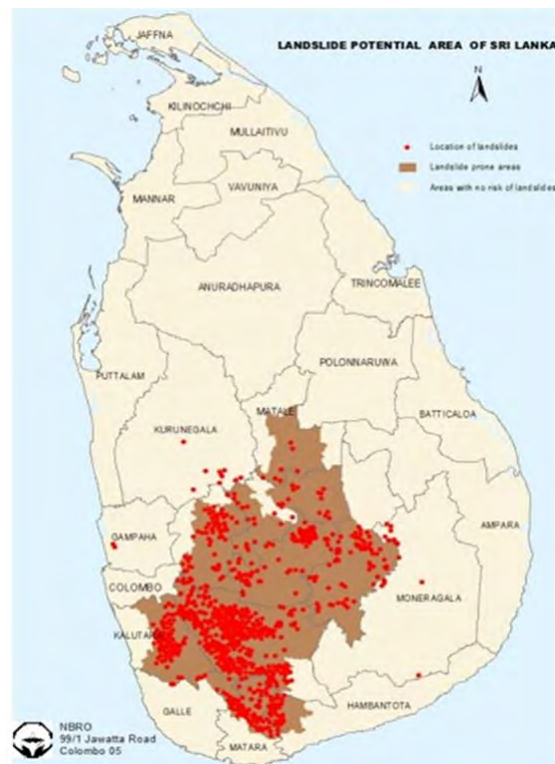 JAFFNA
LANDSLIDE POTENTIAL AREA OF SRI LANKA
N
KILINOCHCHI
MULLAITIVU
Location of landslides
Landslide prone areas
Areas with no risk of landslides
VAVUNIYA
MANNAR
ANURADHAPURA
TRINCOMALEE
POLONNARUWA
PUTTALAM
MATALE
BATTICALOA
KURUNEGALA
AMPARA
GAMPAHA
COLOMBO
MONERAGALA
KALUTARA
GALLE
HAMBANTOTA
MATARA
NBRO
99/1 Jawatta Road
Colombo 05